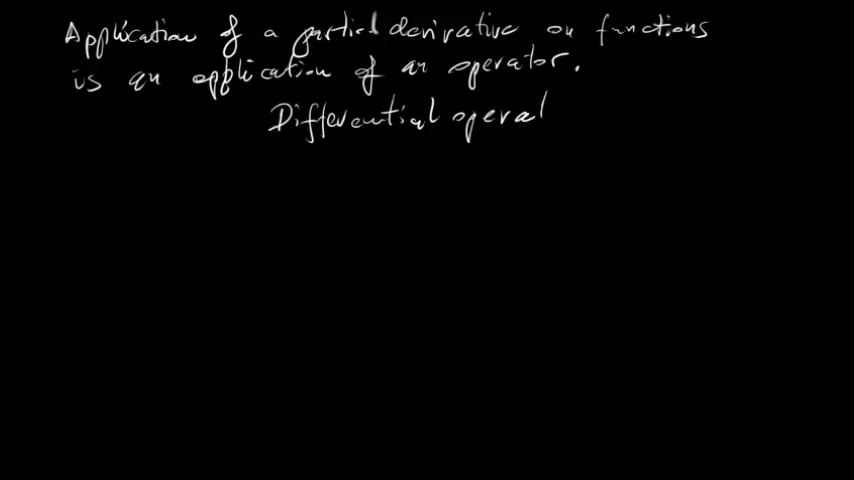 Application of a partial derivative on functions
is an application of an operator.
Differential operat